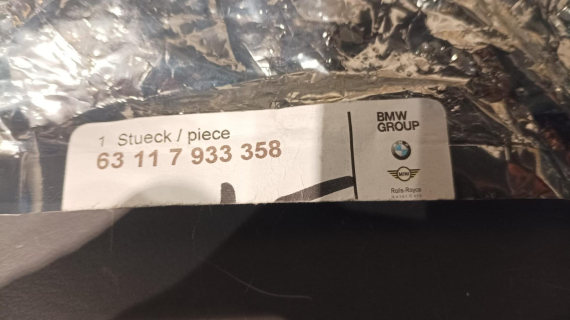 1 Stueck / piece
63 11 7 933 358
BMW
GROUP
MINI
Rolls-Royce